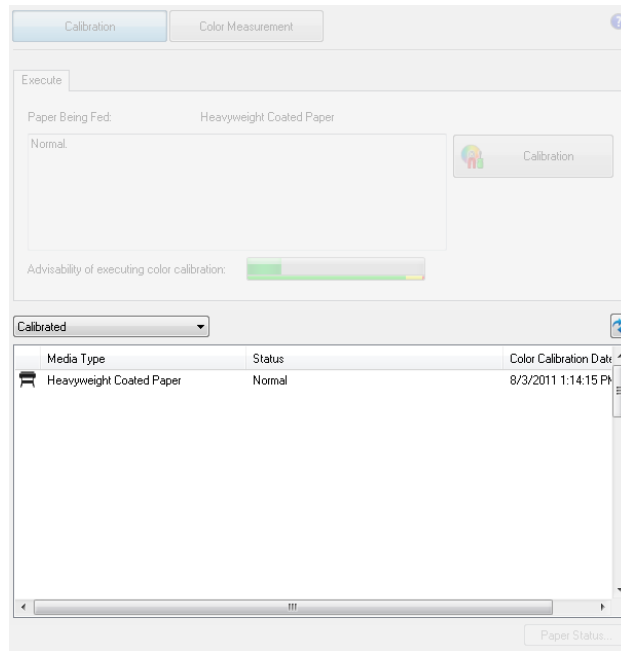 Calibration Color Measurement
Execute
Paper Being Fed: Heavyweight Coated Paper
Normal.
Calibration
Advisability of executing color calibration:
Calibrated
Media Type Status Color Calibration Date
Heavyweight Coated Paper Normal 8/3/2011 1:14:15 PM
Paper Status...